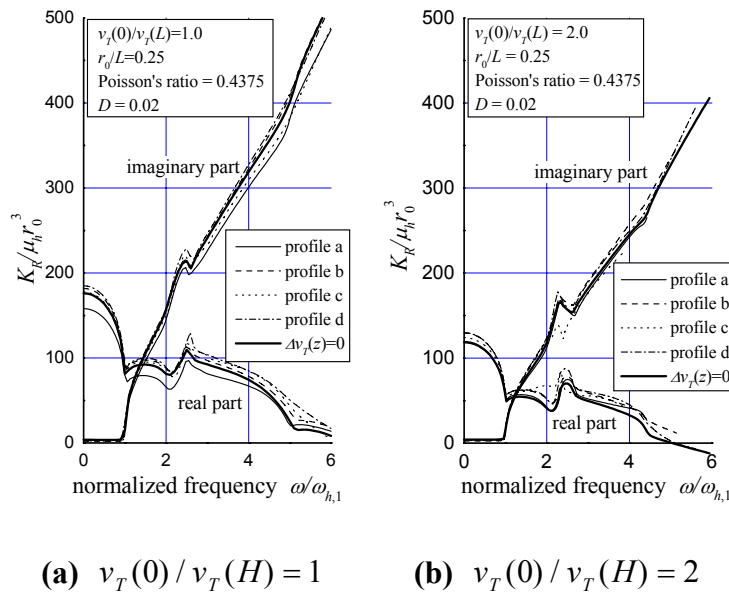 500
400
300
200
100
0
K_R/μ_h r_0^3
v_T(0)/v_T(L)=1.0
r_0/L=0.25
Poisson's ratio = 0.4375
D = 0.02
imaginary part
profile a
profile b
profile c
profile d
Δv_T(z)=0
real part
0 2 4 6
normalized frequency ω/ω_{h,1}
500
400
300
200
100
0
K_R/μ_h r_0^3
v_T(0)/v_T(L) = 2.0
r_0/L = 0.25
Poisson's ratio = 0.4375
D = 0.02
imaginary part
profile a
profile b
profile c
profile d
Δv_T(z)=0
real part
0 2 4 6
normalized frequency ω/ω_{h,1}
(a) v_T(0) / v_T(H) = 1
(b) v_T(0) / v_T(H) = 2